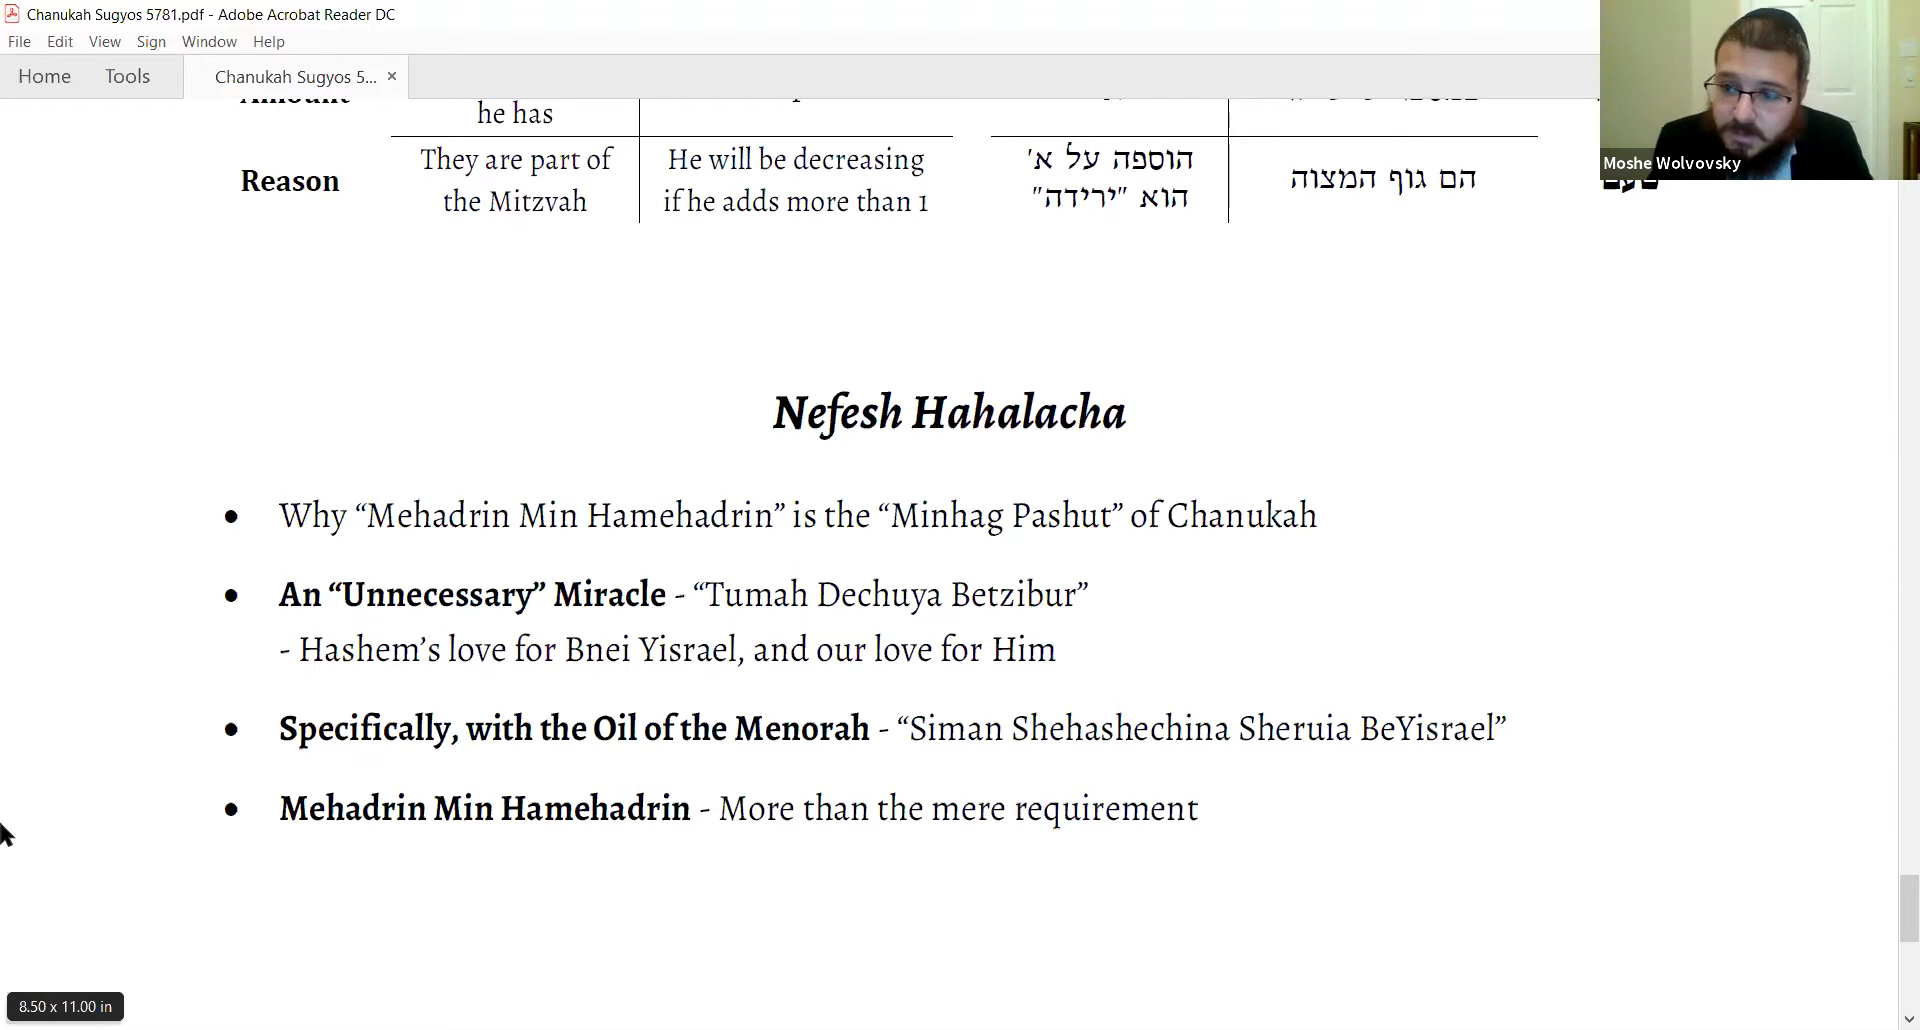 Chanukah Sugyos 5781.pdf - Adobe Acrobat Reader DC
File Edit View Sign Window Help
Home Tools Chanukah Sugyos 5... ×
Moshe Wolvovsky
Amount
he has
Reason
They are part of
the Mitzvah
He will be decreasing
if he adds more than 1
הוספה על א'
הוא "ירידה"
הם גוף המצוה
טעם
Nefesh Hahalacha
• Why “Mehadrin Min Hamehadrin” is the “Minhag Pashut” of Chanukah
• An “Unnecessary” Miracle - “Tumah Dechuya Betzibur”
- Hashem’s love for Bnei Yisrael, and our love for Him
• Specifically, with the Oil of the Menorah - “Siman Shehashechina Sheruia BeYisrael”
• Mehadrin Min Hamehadrin - More than the mere requirement
8.50 x 11.00 in